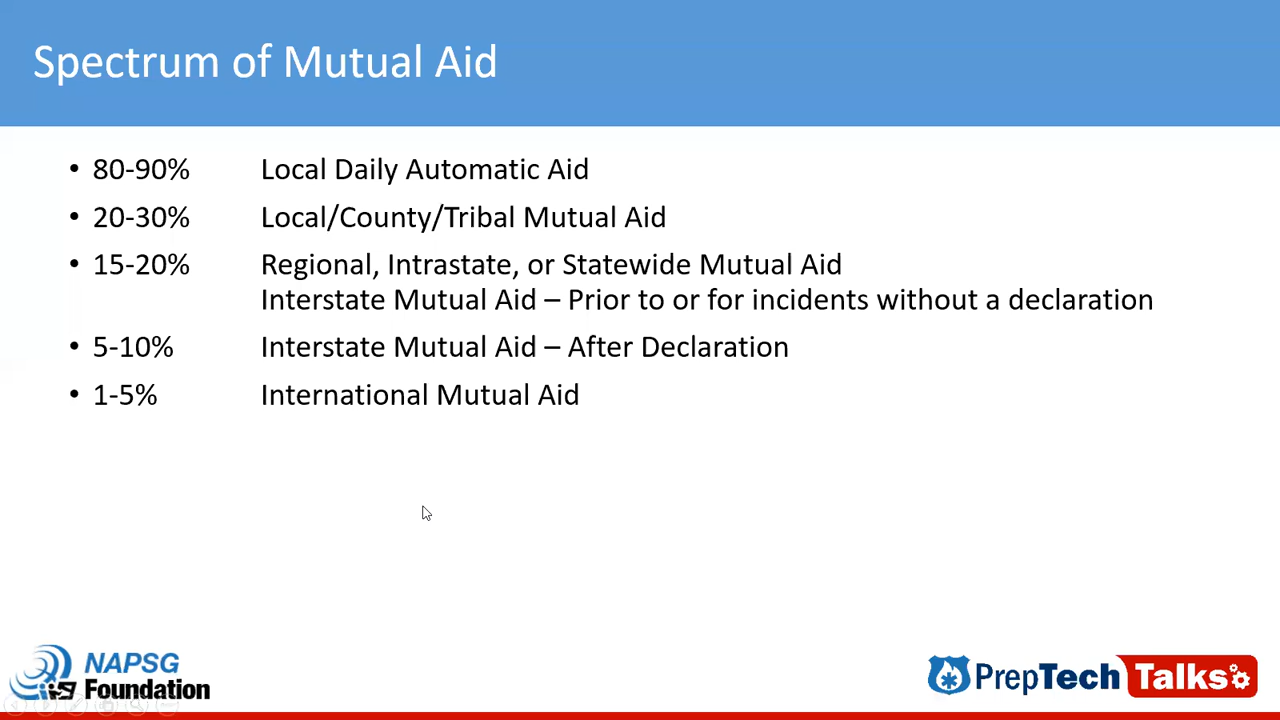 Spectrum of Mutual Aid
• 80-90% Local Daily Automatic Aid
• 20-30% Local/County/Tribal Mutual Aid
• 15-20% Regional, Intrastate, or Statewide Mutual Aid
Interstate Mutual Aid – Prior to or for incidents without a declaration
• 5-10% Interstate Mutual Aid – After Declaration
• 1-5% International Mutual Aid
NAPSG
Foundation
PrepTech Talks